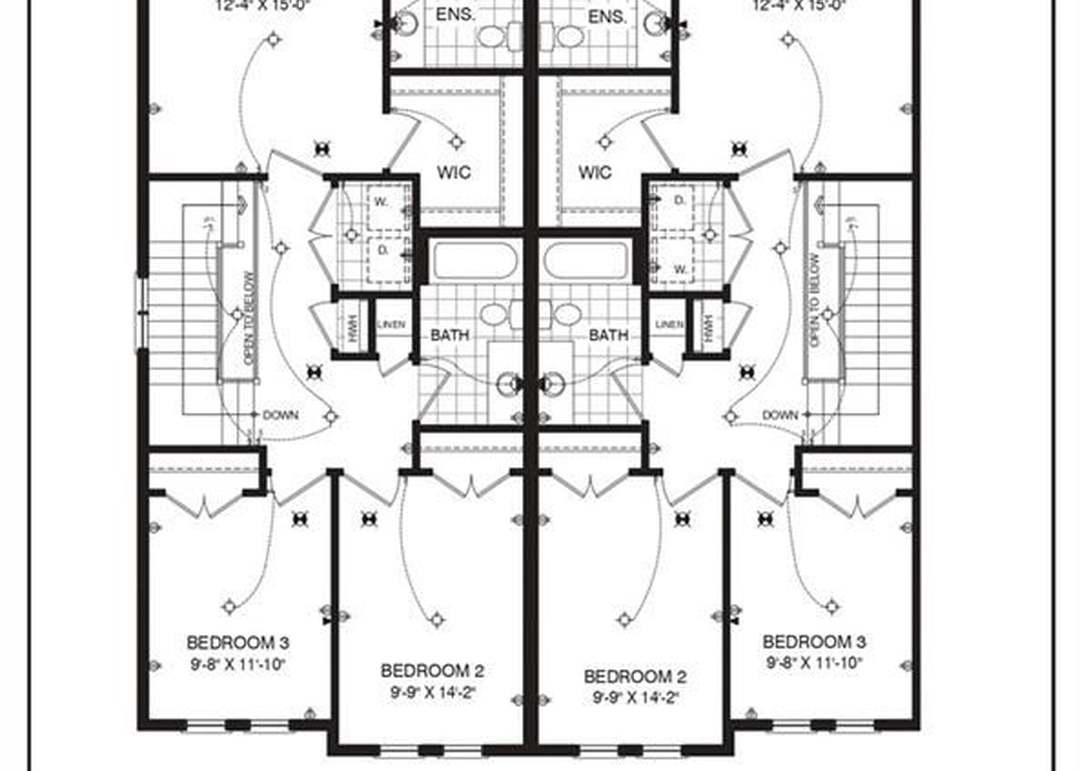 12'-4" X 15'-0"
ENS.
ENS.
12'-4" X 15'-0"
WIC
WIC
W.
D.
D.
W.
OPEN TO BELOW
HWH
LINEN
BATH
BATH
LINEN
HWH
OPEN TO BELOW
DOWN
DOWN
BEDROOM 3
9'-8" X 11'-10"
BEDROOM 2
9'-9" X 14'-2"
BEDROOM 2
9'-9" X 14'-2"
BEDROOM 3
9'-8" X 11'-10"